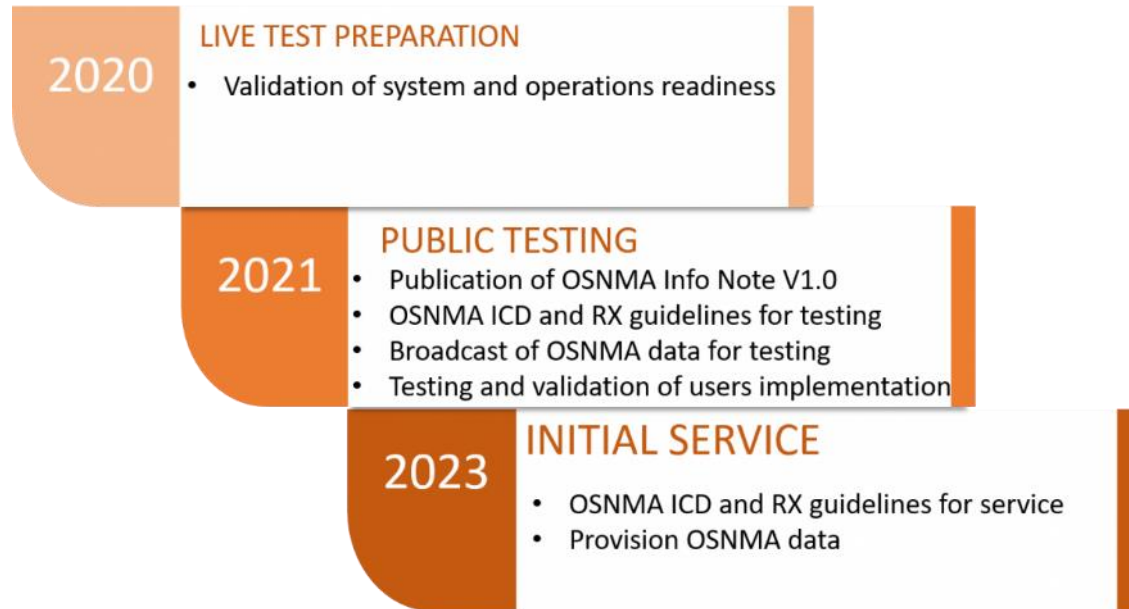 2020
LIVE TEST PREPARATION
• Validation of system and operations readiness
2021
PUBLIC TESTING
• Publication of OSNMA Info Note V1.0
• OSNMA ICD and RX guidelines for testing
• Broadcast of OSNMA data for testing
• Testing and validation of users implementation
2023
INITIAL SERVICE
• OSNMA ICD and RX guidelines for service
• Provision OSNMA data